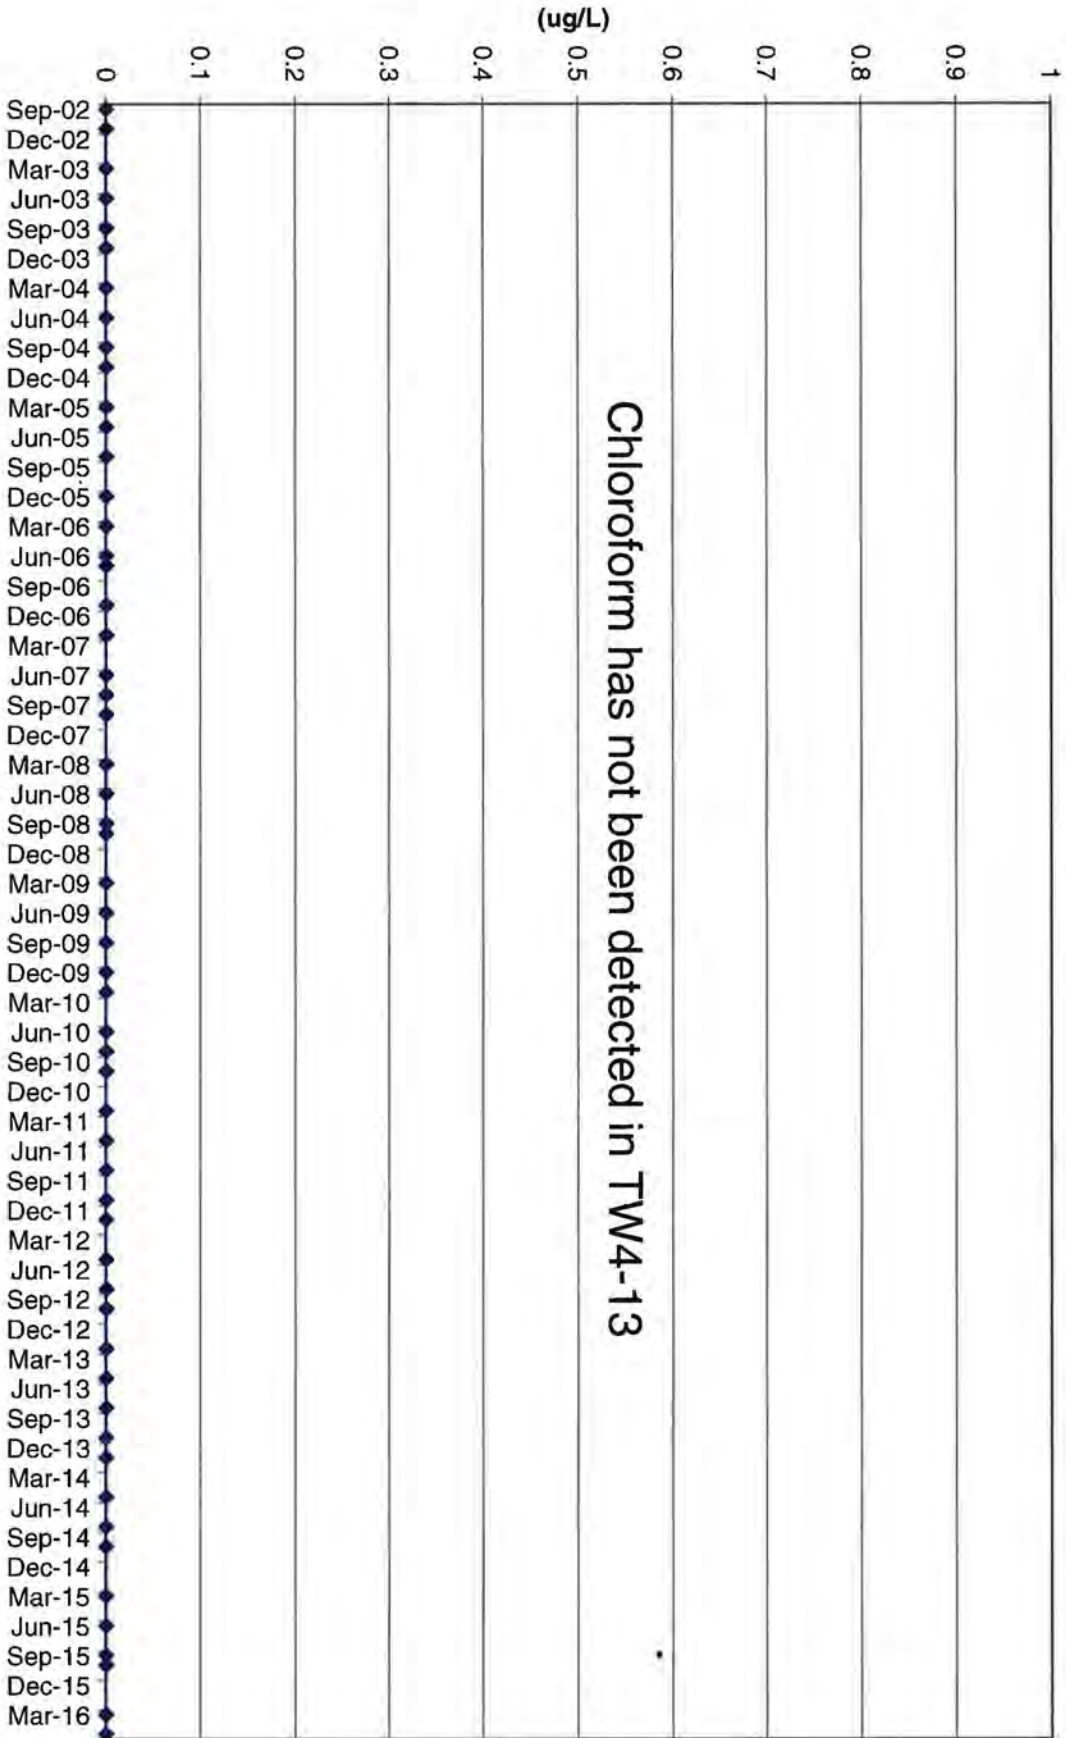 (ug/L)
0
0.1
0.2
0.3
0.4
0.5
0.6
0.7
0.8
0.9
1
Sep-02
Dec-02
Mar-03
Jun-03
Sep-03
Dec-03
Mar-04
Jun-04
Sep-04
Dec-04
Mar-05
Jun-05
Sep-05
Dec-05
Mar-06
Jun-06
Sep-06
Dec-06
Mar-07
Jun-07
Sep-07
Dec-07
Mar-08
Jun-08
Sep-08
Dec-08
Mar-09
Jun-09
Sep-09
Dec-09
Mar-10
Jun-10
Sep-10
Dec-10
Mar-11
Jun-11
Sep-11
Dec-11
Mar-12
Jun-12
Sep-12
Dec-12
Mar-13
Jun-13
Sep-13
Dec-13
Mar-14
Jun-14
Sep-14
Dec-14
Mar-15
Jun-15
Sep-15
Dec-15
Mar-16
Chloroform has not been detected in TW4-13